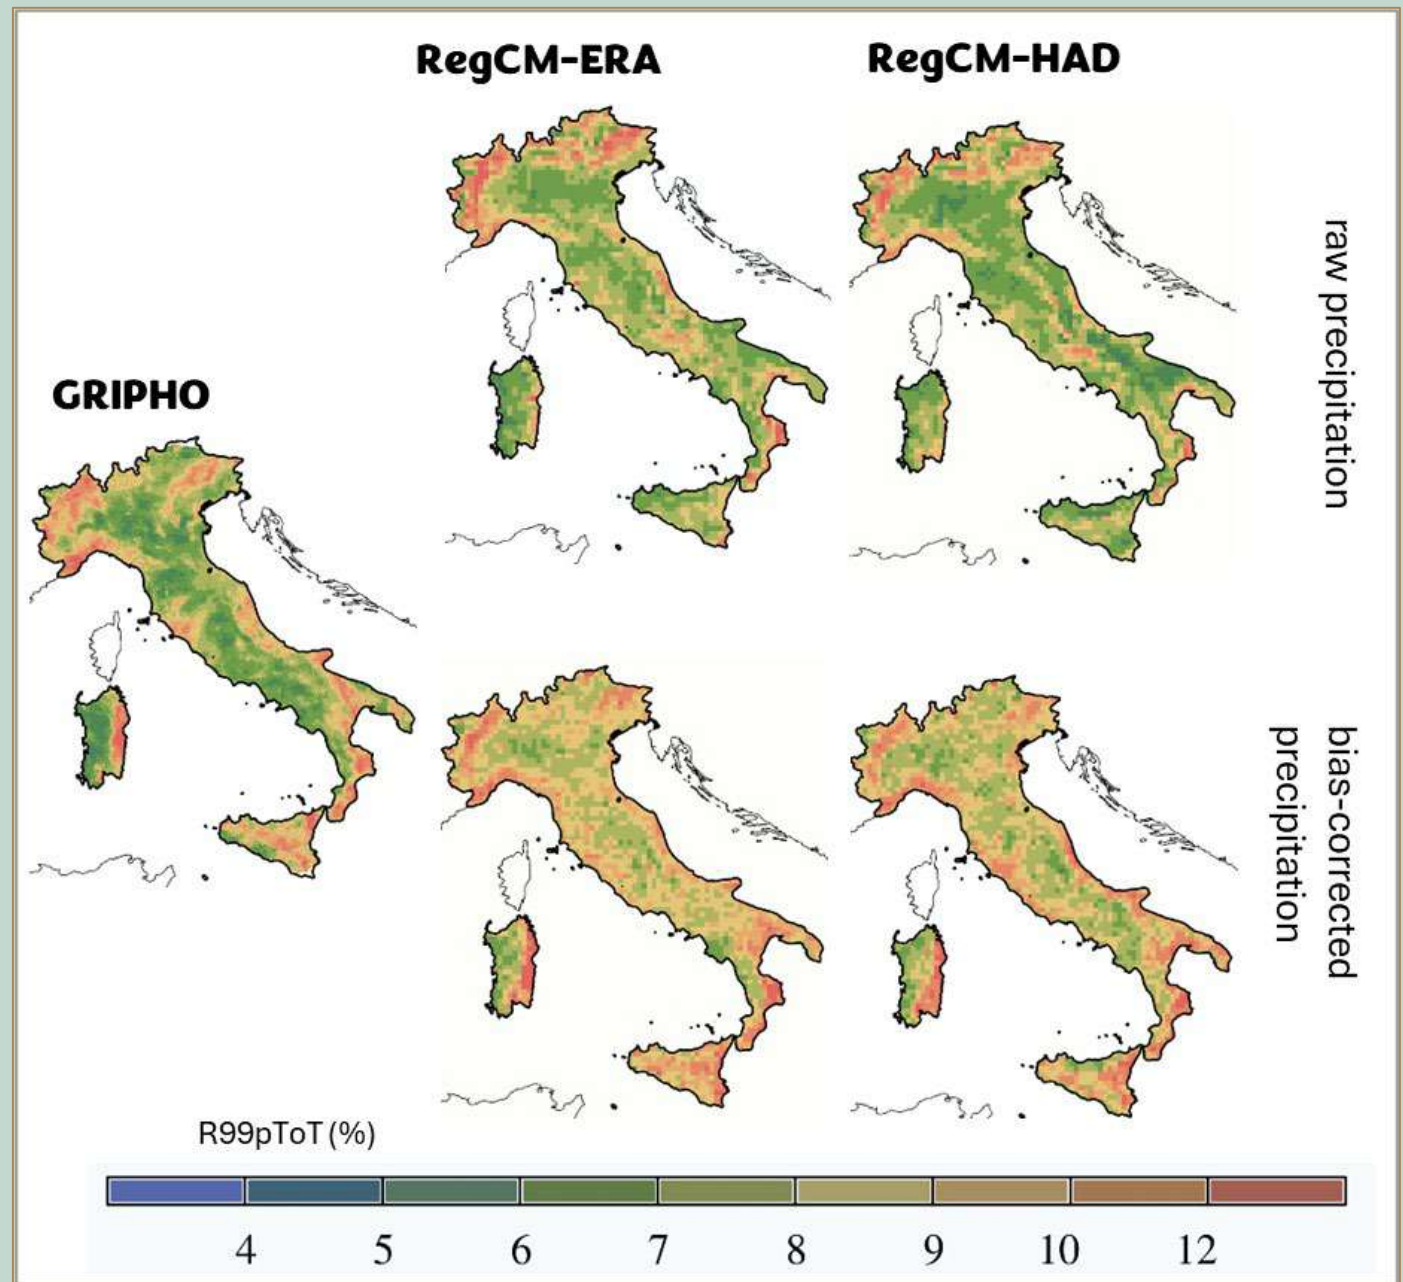 RegCM-ERA
RegCM-HAD
raw precipitation
GRIPHO
bias-corrected
precipitation
R99pToT (%)
4 5 6 7 8 9 10 12